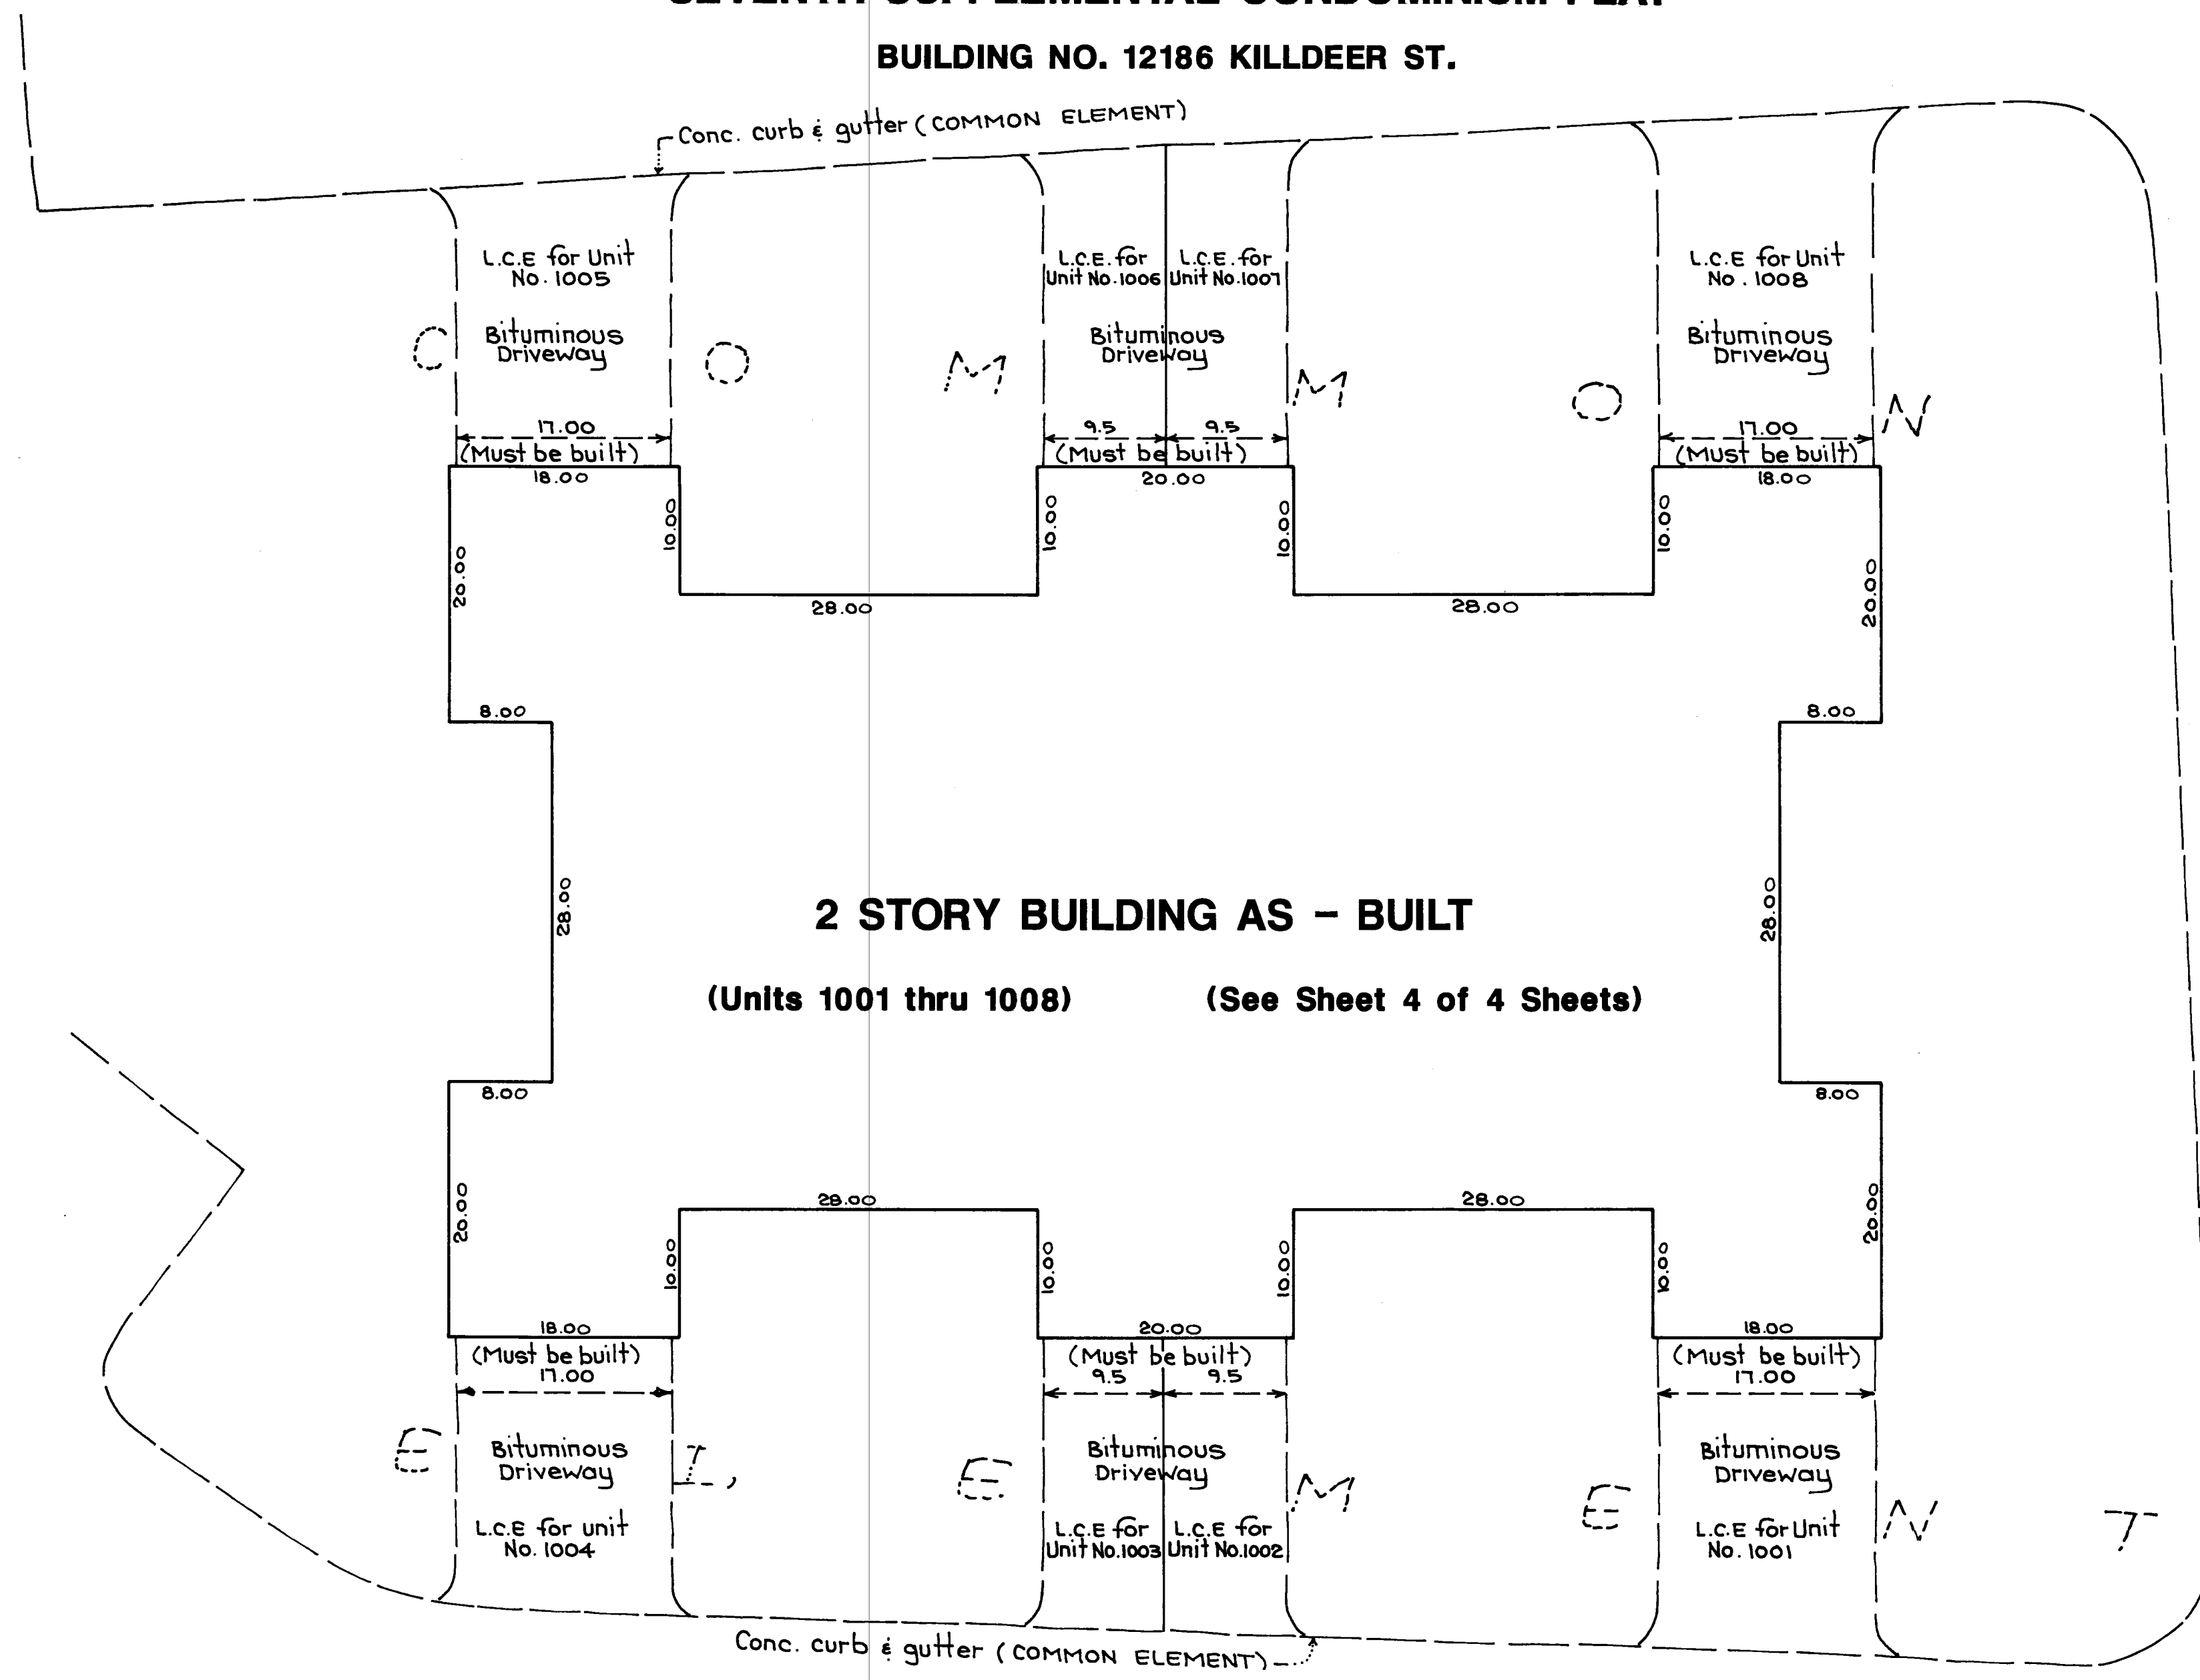 SEVENTH SUPPLEMENTAL CONDOMINIUM PLAT
BUILDING NO. 12186 KILLDEER ST.
Conc. curb & gutter (COMMON ELEMENT)
L.C.E for Unit
No. 1005
L.C.E. for
Unit No.1006
L.C.E. for
Unit No.1007
L.C.E for Unit
No. 1008
Bituminous
Driveway
Bituminous
Driveway
Bituminous
Driveway
C O M M O N
17.00
(Must be built)
18.00
9.5 9.5
(Must be built)
20.00
17.00
(Must be built)
18.00
20.00
10.00
10.00
10.00
10.00
20.00
28.00
28.00
8.00
8.00
28.00
28.00
2 STORY BUILDING AS - BUILT
(Units 1001 thru 1008) (See Sheet 4 of 4 Sheets)
8.00
8.00
28.00
28.00
20.00
10.00
10.00
10.00
10.00
20.00
18.00
(Must be built)
17.00
20.00
(Must be built)
9.5 9.5
18.00
(Must be built)
17.00
E L E M E N T
Bituminous
Driveway
Bituminous
Driveway
Bituminous
Driveway
L.C.E for unit
No. 1004
L.C.E for
Unit No.1003
L.C.E for
Unit No.1002
L.C.E for Unit
No. 1001
Conc. curb & gutter (COMMON ELEMENT)